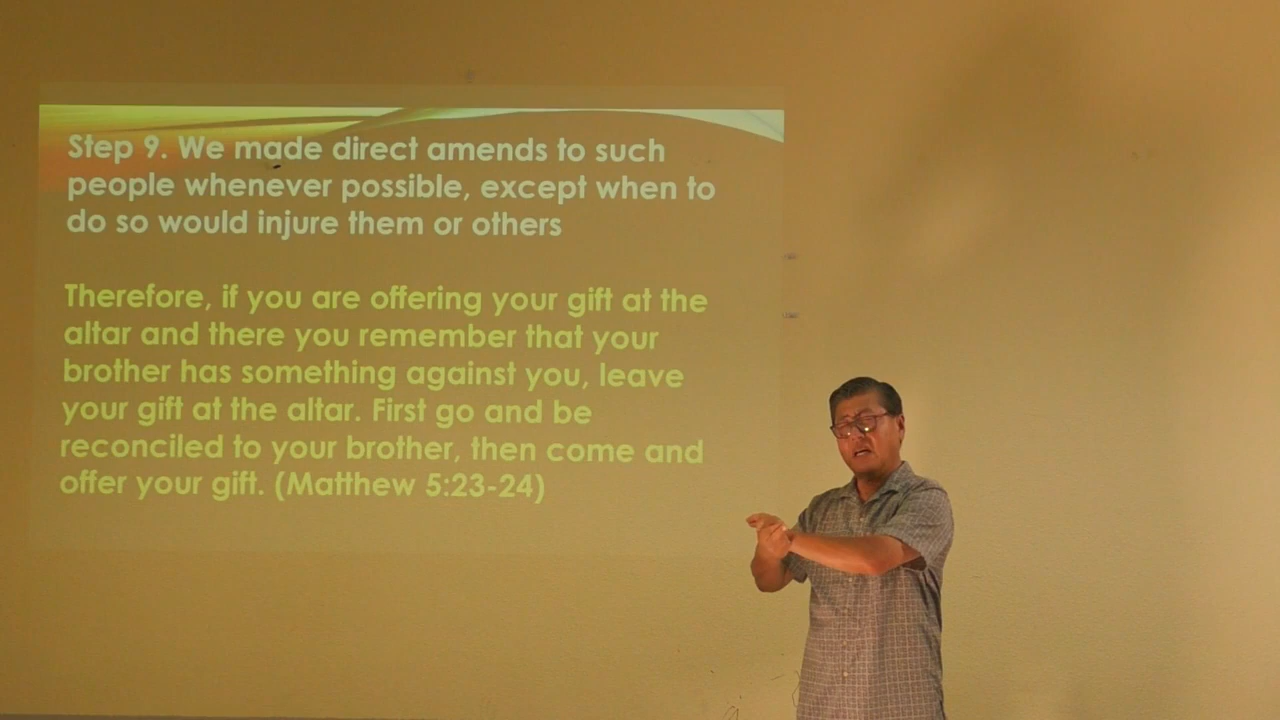 Step 9. We made direct amends to such
people whenever possible, except when to
do so would injure them or others
Therefore, if you are offering your gift at the
altar and there you remember that your
brother has something against you, leave
your gift at the altar. First go and be
reconciled to your brother, then come and
offer your gift. (Matthew 5:23-24)